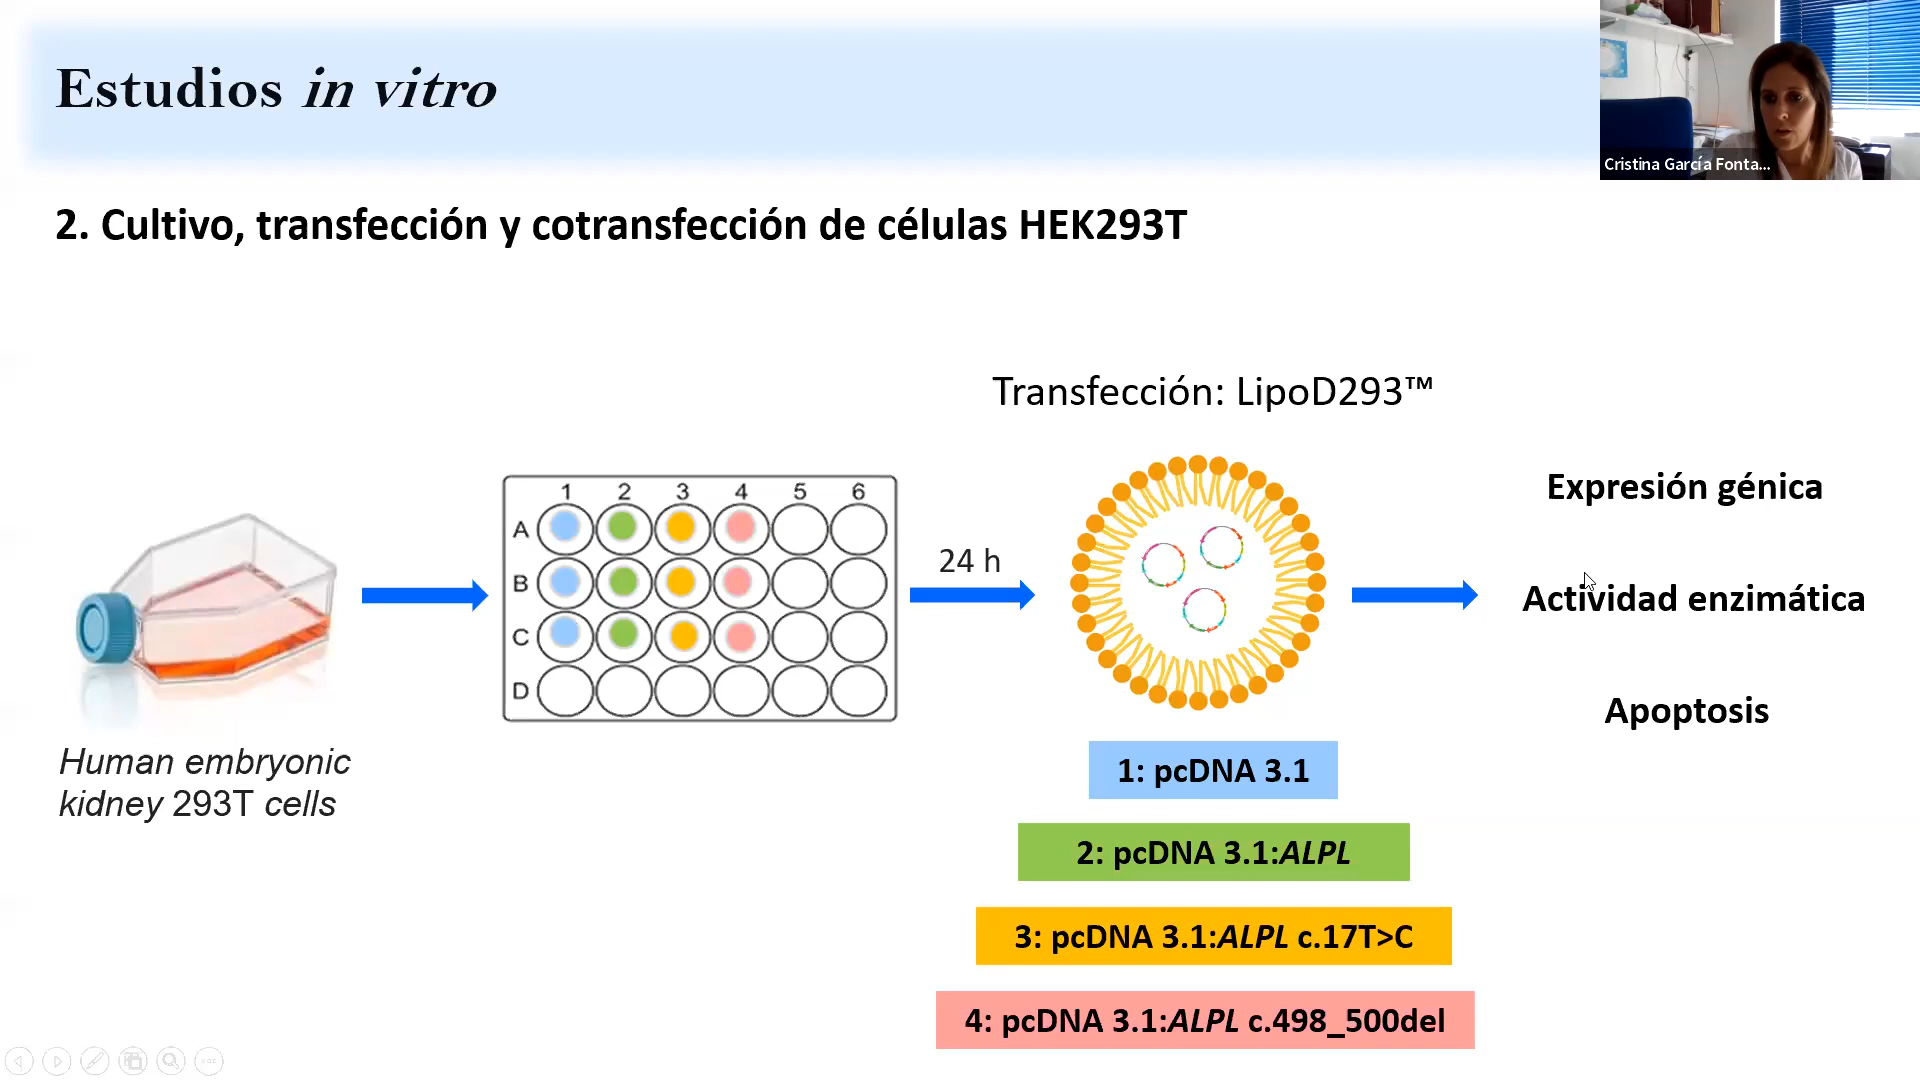 Estudios in vitro
Cristina García Fonta...
2. Cultivo, transfección y cotransfección de células HEK293T
Transfección: LipoD293™
1 2 3 4 5 6
A
B
C
D
24 h
Expresión génica
Actividad enzimática
Apoptosis
Human embryonic
kidney 293T cells
1: pcDNA 3.1
2: pcDNA 3.1:ALPL
3: pcDNA 3.1:ALPL c.17T>C
4: pcDNA 3.1:ALPL c.498_500del